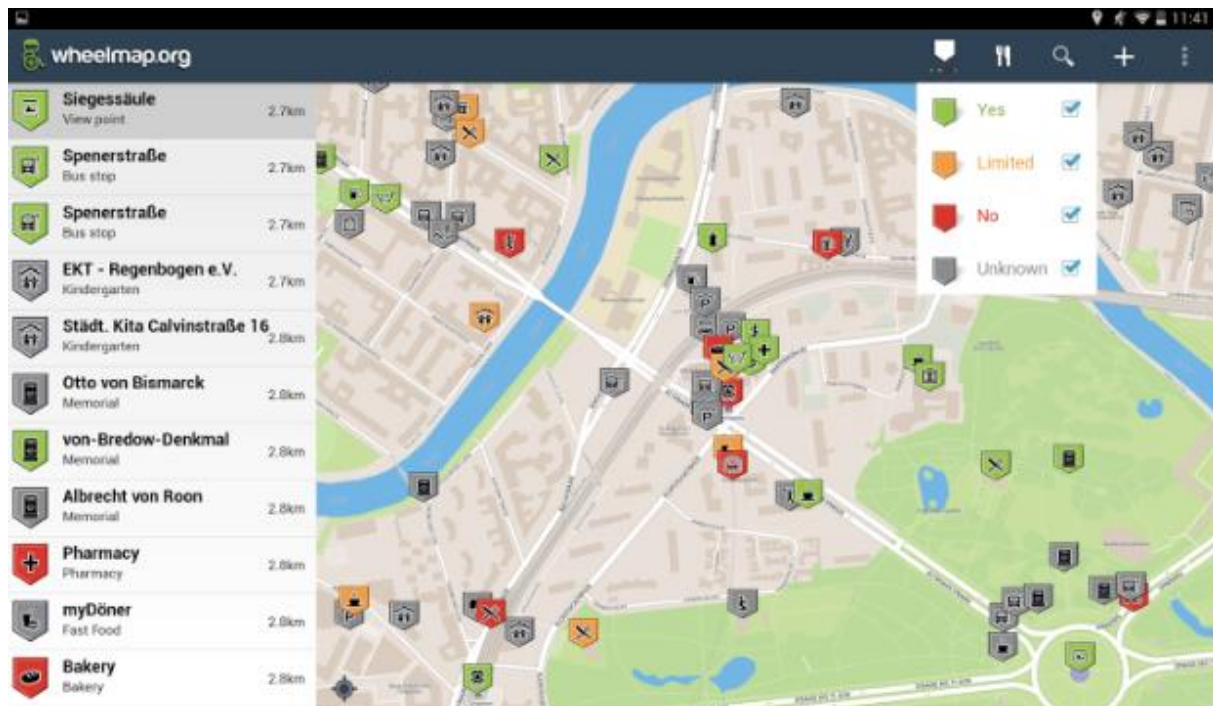 11:41
wheelmap.org
Siegessäule
View point
2.7km
Spenerstraße
Bus stop
2.7km
Spenerstraße
Bus stop
2.7km
EKT - Regenbogen e.V.
Kindergarten
2.7km
Städt. Kita Calvinstraße 16
Kindergarten
2.8km
Otto von Bismarck
Memorial
2.8km
von-Bredow-Denkmal
Memorial
2.8km
Albrecht von Roon
Memorial
2.8km
Pharmacy
Pharmacy
2.8km
myDöner
Fast Food
2.8km
Bakery
Bakery
2.8km
Yes
Limited
No
Unknown
P
P
P
P